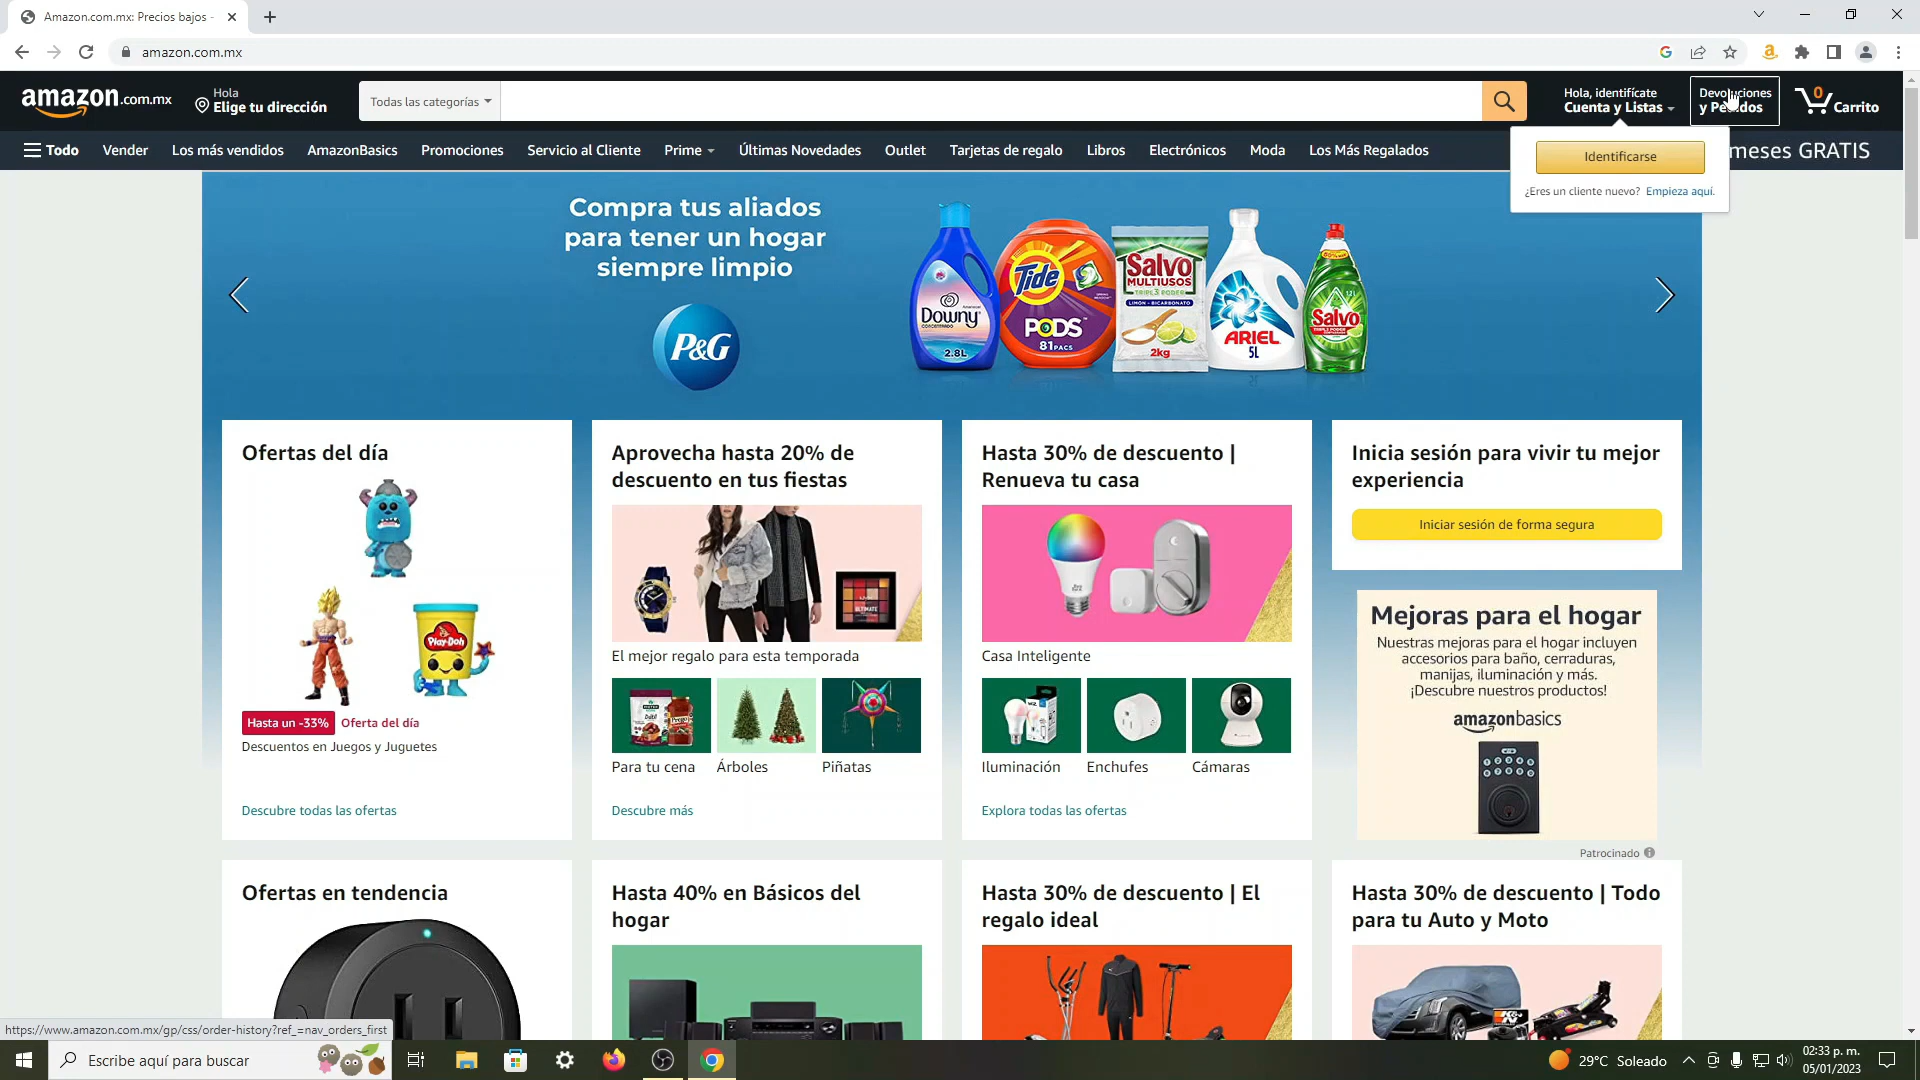 Amazon.com.mx: Precios bajos -
amazon.com.mx
amazon.com.mx
Hola
Elige tu dirección
Todas las categorías
Hola, identifícate
Cuenta y Listas
Devoluciones
y Pedidos
0
Carrito
Todo
Vender
Los más vendidos
AmazonBasics
Promociones
Servicio al Cliente
Prime
Últimas Novedades
Outlet
Tarjetas de regalo
Libros
Electrónicos
Moda
Los Más Regalados
meses GRATIS
Identificarse
¿Eres un cliente nuevo? Empieza aquí.
Compra tus aliados
para tener un hogar
siempre limpio
P&G
Downy
2.8L
Tide
PODS
81 PACS
Salvo
MULTIUSOS
LIMÓN - BICARBONATO
2kg
ARIEL
5L
Salvo
Ofertas del día
Play-Doh
Hasta un -33% Oferta del día
Descuentos en Juegos y Juguetes
Descubre todas las ofertas
Aprovecha hasta 20% de
descuento en tus fiestas
ULTIMATE
El mejor regalo para esta temporada
Prego
Para tu cena
Árboles
Piñatas
Descubre más
Hasta 30% de descuento |
Renueva tu casa
Casa Inteligente
Iluminación
Enchufes
Cámaras
Explora todas las ofertas
Inicia sesión para vivir tu mejor
experiencia
Iniciar sesión de forma segura
Mejoras para el hogar
Nuestras mejoras para el hogar incluyen
accesorios para baño, cerraduras,
manijas, iluminación y más.
¡Descubre nuestros productos!
amazonbasics
Patrocinado
Ofertas en tendencia
Hasta 40% en Básicos del
hogar
Hasta 30% de descuento | El
regalo ideal
Hasta 30% de descuento | Todo
para tu Auto y Moto
K&N
https://www.amazon.com.mx/gp/css/order-history?ref_=nav_orders_first
Escribe aquí para buscar
29°C Soleado
02:33 p. m.
05/01/2023